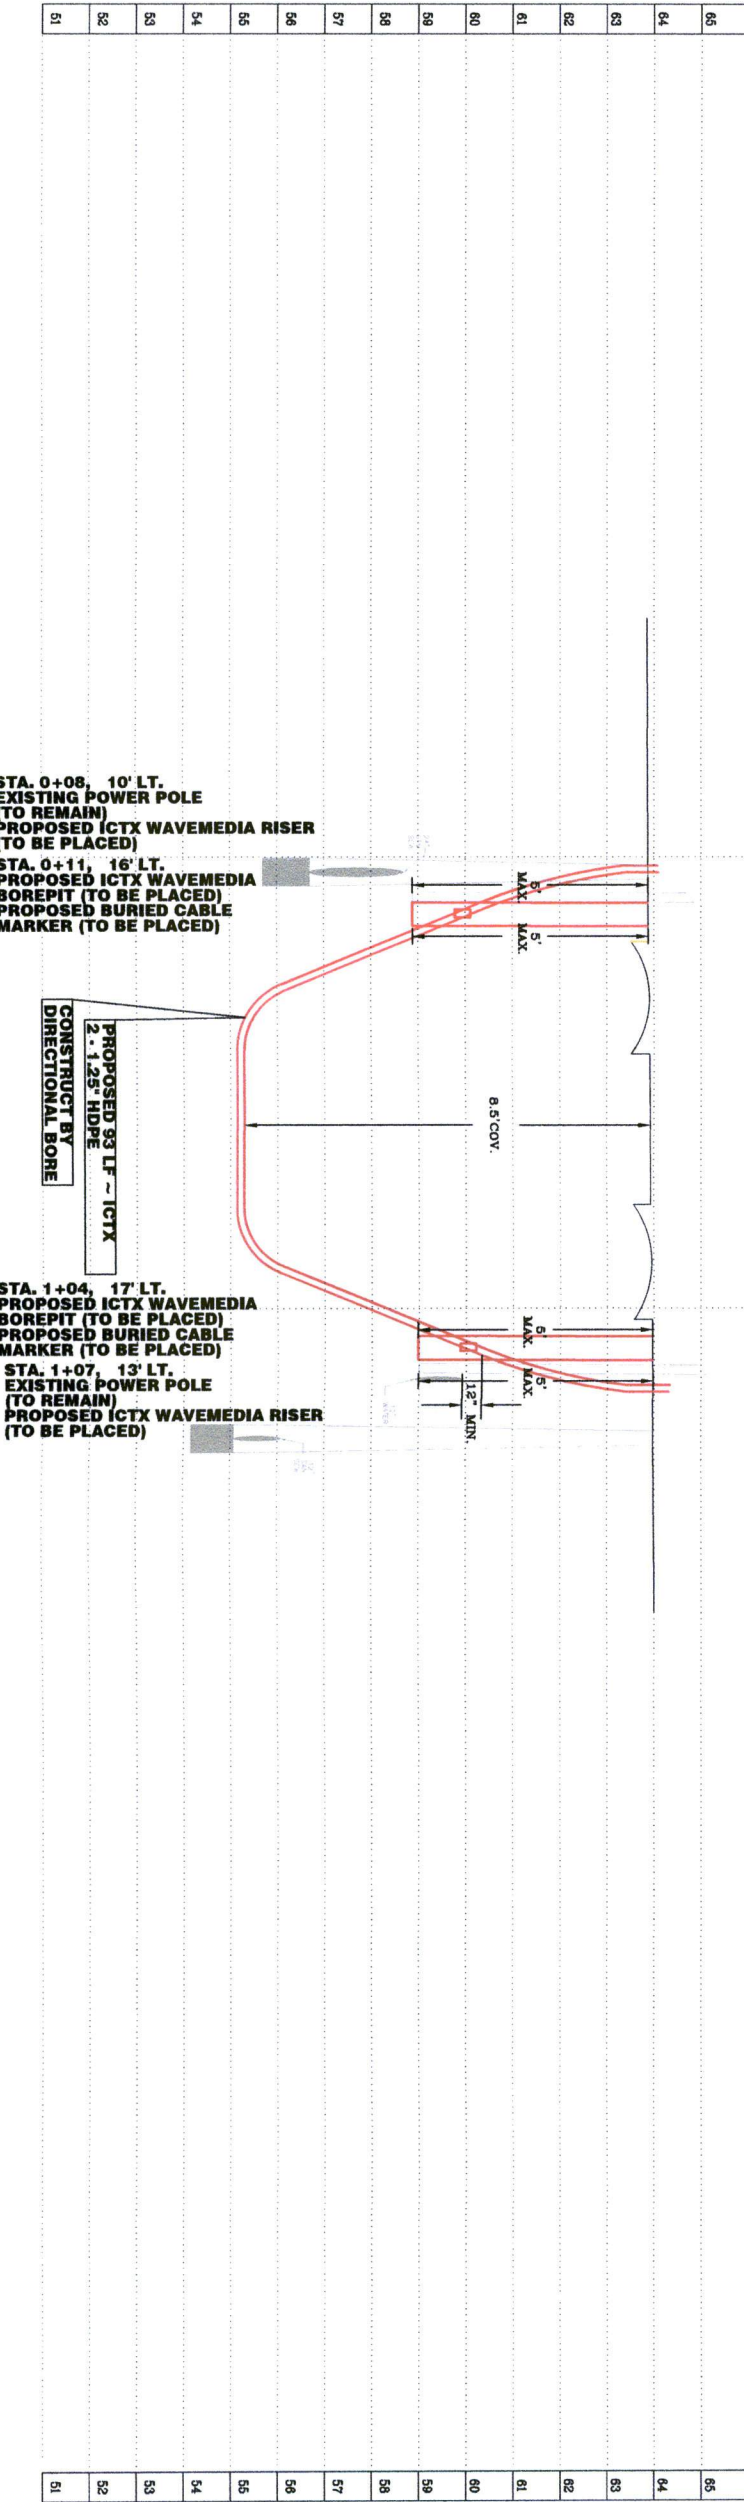 51 52 53 54 55 56 57 58 59 60 61 62 63 64 65
STA. 0+08, 10' LT.
EXISTING POWER POLE
(TO REMAIN)
PROPOSED ICTX WAVEMEDIA RISER
(TO BE PLACED)
STA. 0+11, 16' LT.
PROPOSED ICTX WAVEMEDIA
BOREPIT (TO BE PLACED)
PROPOSED BURIED CABLE
MARKER (TO BE PLACED)
5'
MAX.
5'
MAX.
8.5'COV.
PROPOSED 93 LF ~ ICTX
2 - 1.25" HDPE
CONSTRUCT BY
DIRECTIONAL BORE
STA. 1+04, 17' LT.
PROPOSED ICTX WAVEMEDIA
BOREPIT (TO BE PLACED)
PROPOSED BURIED CABLE
MARKER (TO BE PLACED)
STA. 1+07, 13' LT.
EXISTING POWER POLE
(TO REMAIN)
PROPOSED ICTX WAVEMEDIA RISER
(TO BE PLACED)
5'
MAX.
5'
MAX.
12" MIN.
51 52 53 54 55 56 57 58 59 60 61 62 63 64 65